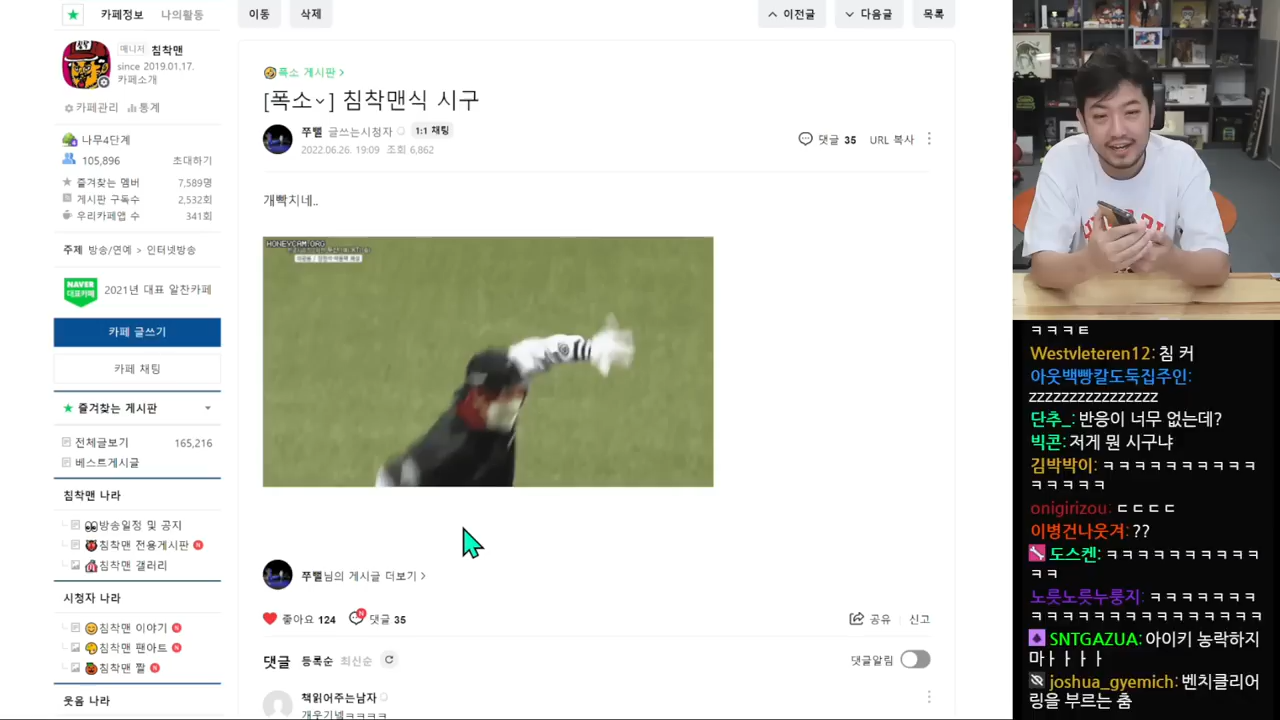 카페정보 나의활동
매니저 침착맨
since 2019.01.17.
카페소개
카페관리 통계
나무4단계
105,896 초대하기
즐겨찾는 멤버 7,589명
게시판 구독수 2,532회
우리카페앱 수 341회
주제 방송/연예 > 인터넷방송
NAVER
대표카페
2021년 대표 알찬카페
카페 글쓰기
카페 채팅
즐겨찾는 게시판
전체글보기 165,216
베스트게시글
침착맨 나라
방송일정 및 공지
침착맨 전용게시판 N
침착맨 갤러리
시청자 나라
침착맨 이야기 N
침착맨 팬아트 N
침착맨 짤 N
웃음 나라
이동 삭제 이전글 다음글 목록
폭소 게시판 >
[폭소~] 침착맨식 시구
쭈삘 글쓰는시청자 1:1 채팅
2022.06.26. 19:09 조회 6,862
댓글 35 URL 복사
개빡치네..
HONEYCAM.ORG
쭈삘님의 게시글 더보기 >
좋아요 124 N 댓글 35 공유 신고
댓글 등록순 최신순 댓글알림
책읽어주는남자
개웃기넼ㅋㅋㅋㅋ
ㅋㅋㅋㅌ
Westvleteren12: 침 커
아웃백빵칼도둑집주인:
zzzzzzzzzzzzzzzz
단추_: 반응이 너무 없는데?
빅콘: 저게 뭔 시구냐
김박박이: ㅋㅋㅋㅋㅋㅋㅋㅋㅋㅋ
ㅋㅋㅋㅋㅋ
onigirizou: ㄷㄷㄷㄷ
이병건나웃겨: ??
도스켄: ㅋㅋㅋㅋㅋㅋㅋㅋㅋㅋ
ㅋㅋ
노릇노릇누룽지: ㅋㅋㅋㅋㅋㅋㅋ
ㅋㅋㅋㅋㅋㅋㅋㅋㅋㅋㅋㅋㅋㅋㅋ
SNTGAZUA: 아이키 농락하지
마ㅏㅏㅏㅏ
joshua_gyemich: 벤치클리어
링을 부르는 춤